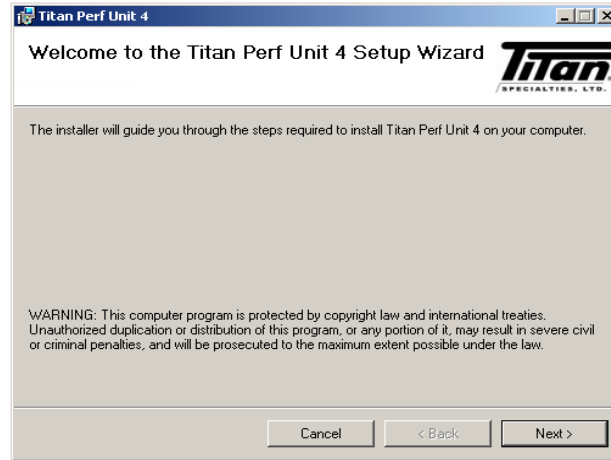 Titan Perf Unit 4
Welcome to the Titan Perf Unit 4 Setup Wizard
Titan
SPECIALTIES, LTD.
The installer will guide you through the steps required to install Titan Perf Unit 4 on your computer.
WARNING: This computer program is protected by copyright law and international treaties.
Unauthorized duplication or distribution of this program, or any portion of it, may result in severe civil
or criminal penalties, and will be prosecuted to the maximum extent possible under the law.
Cancel
< Back
Next >